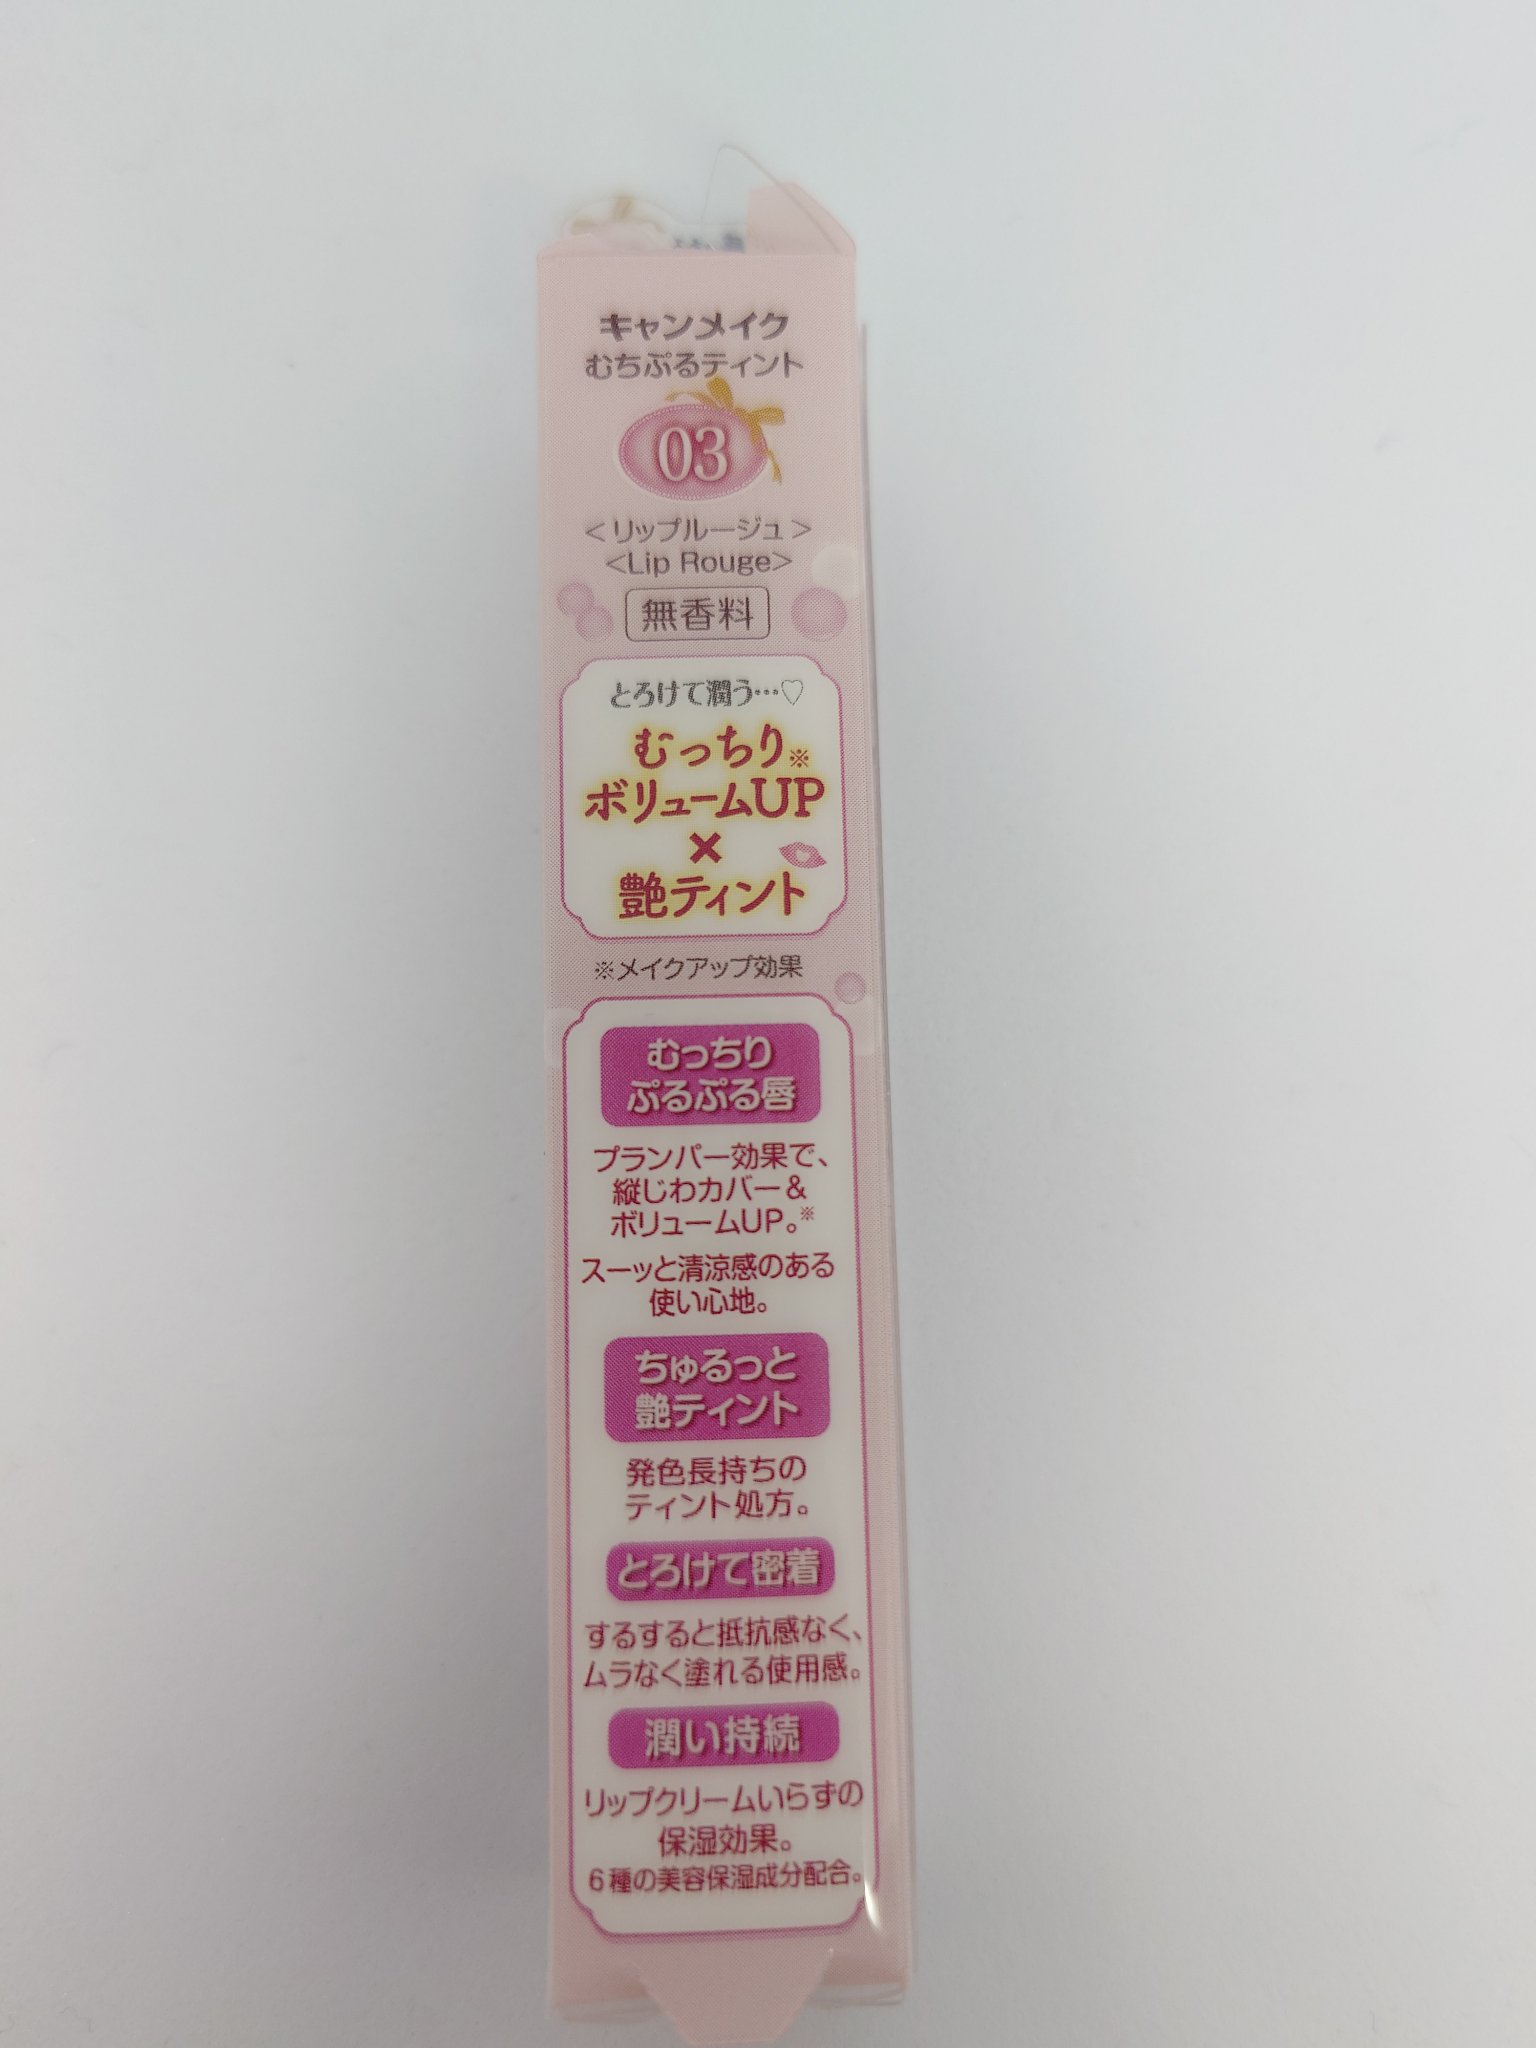 キャンメイク
むちぷるティント
03
＜リップルージュ＞
<Lip Rouge>
無香料
とろけて潤う…♡
むっちり※
ボリュームUP
×
艶ティント
※メイクアップ効果
むっちり
ぷるぷる唇
プランパー効果で、
縦じわカバー＆
ボリュームUP。※
スーッと清涼感のある
使い心地。
ちゅるっと
艶ティント
発色長持ちの
ティント処方。
とろけて密着
するすると抵抗感なく、
ムラなく塗れる使用感。
潤い持続
リップクリームいらずの
保湿効果。
6種の美容保湿成分配合。